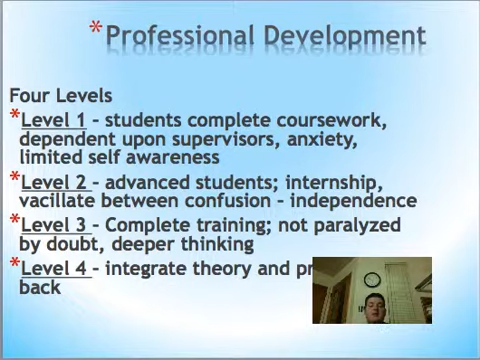 *Professional Development
Four Levels
*Level 1 – students complete coursework,
dependent upon supervisors, anxiety,
limited self awareness
*Level 2 – advanced students; internship,
vacillate between confusion – independence
*Level 3 – Complete training; not paralyzed
by doubt, deeper thinking
*Level 4 – integrate theory and
back